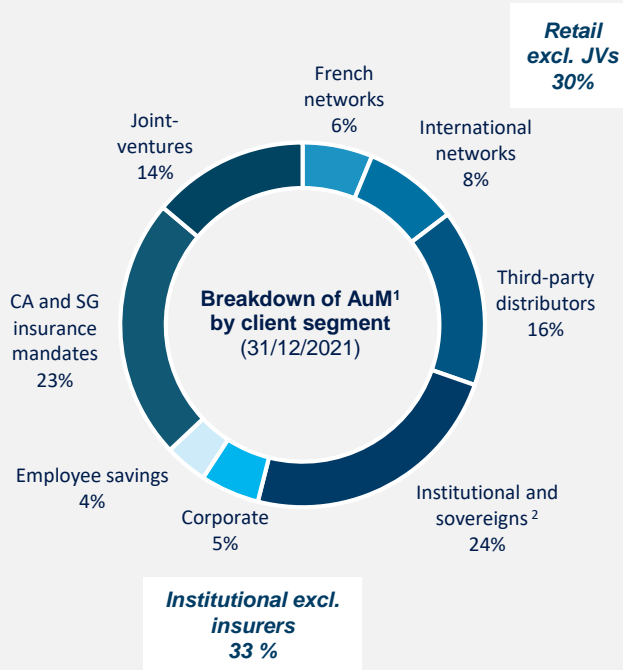 Retail
excl. JVs
30%
French
networks
6%
International
networks
8%
Third-party
distributors
16%
Institutional and
sovereigns ²
24%
Corporate
5%
Employee savings
4%
CA and SG
insurance
mandates
23%
Joint-
ventures
14%
Breakdown of AuM¹
by client segment
(31/12/2021)
Institutional excl.
insurers
33 %